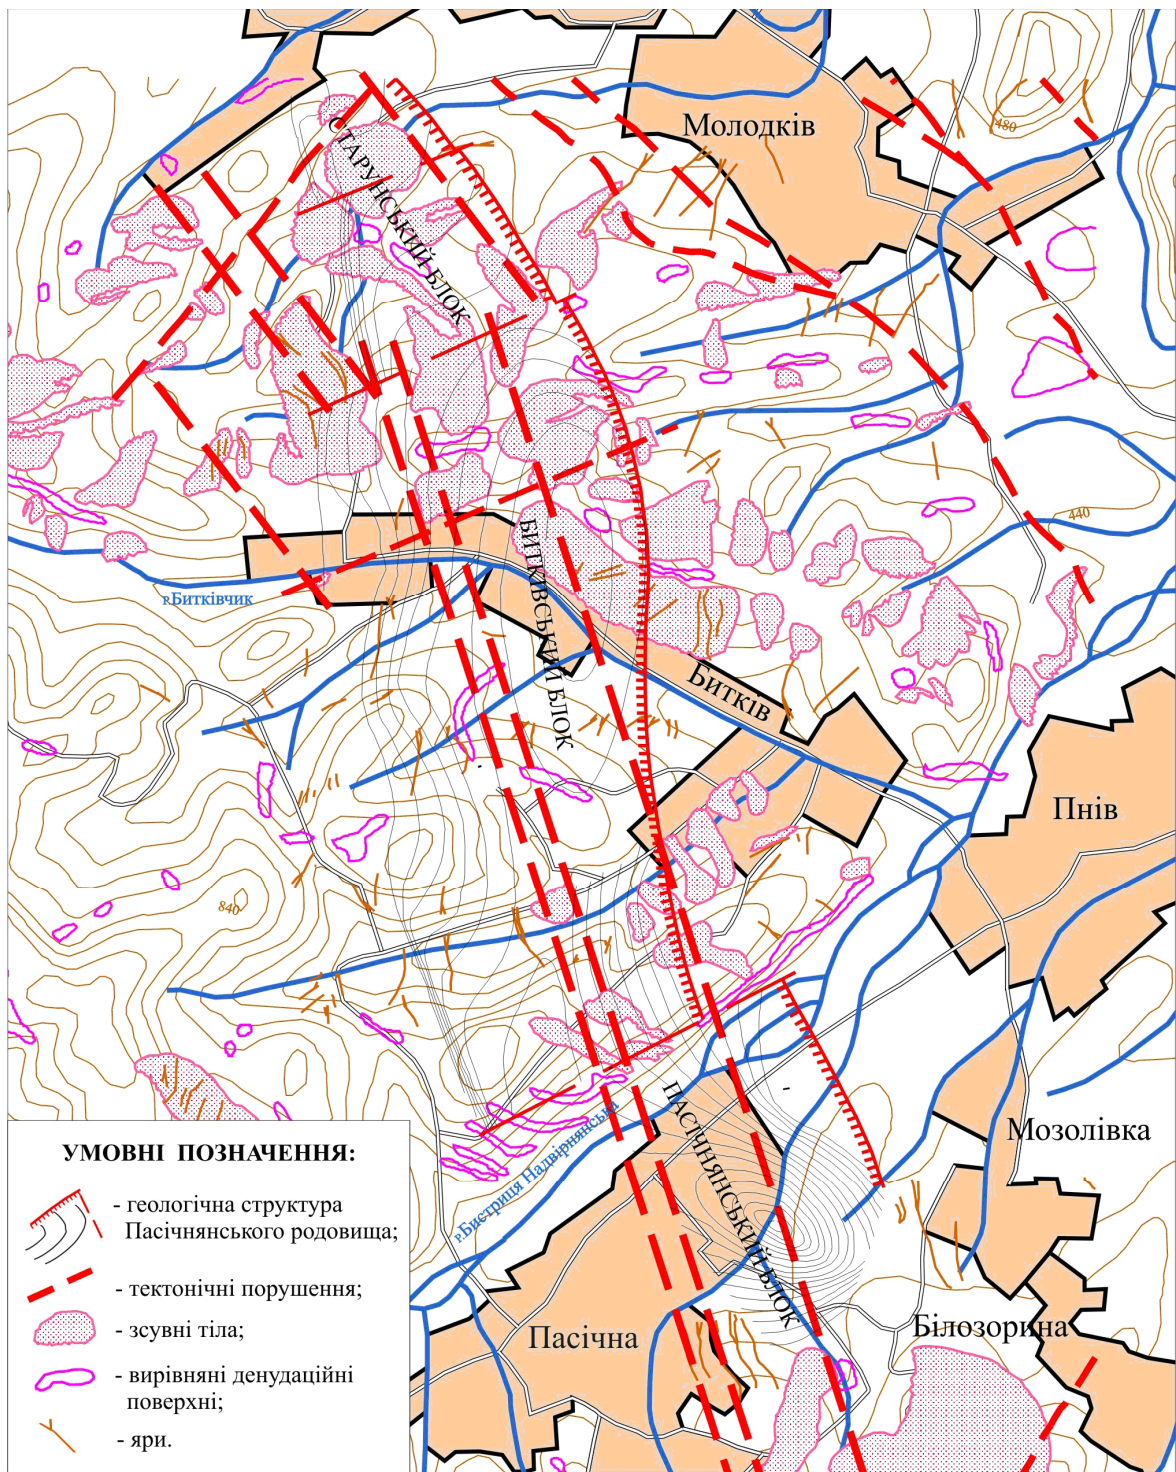 Молодків
480
СТАРУНСЬКИЙ БЛОК
440
БИТКІВСЬКИЙ БЛОК
р.Битківчик
Битків
Пнів
840
ПАСІЧНЯНСЬКИЙ БЛОК
Мозолівка
р.Бистриця Надвірнянська
Пасічна
Білозорина
УМОВНІ ПОЗНАЧЕННЯ:
- геологічна структура
Пасічнянського родовища;
- тектонічні порушення;
- зсувні тіла;
- вирівняні денудаційні
поверхні;
- яри.